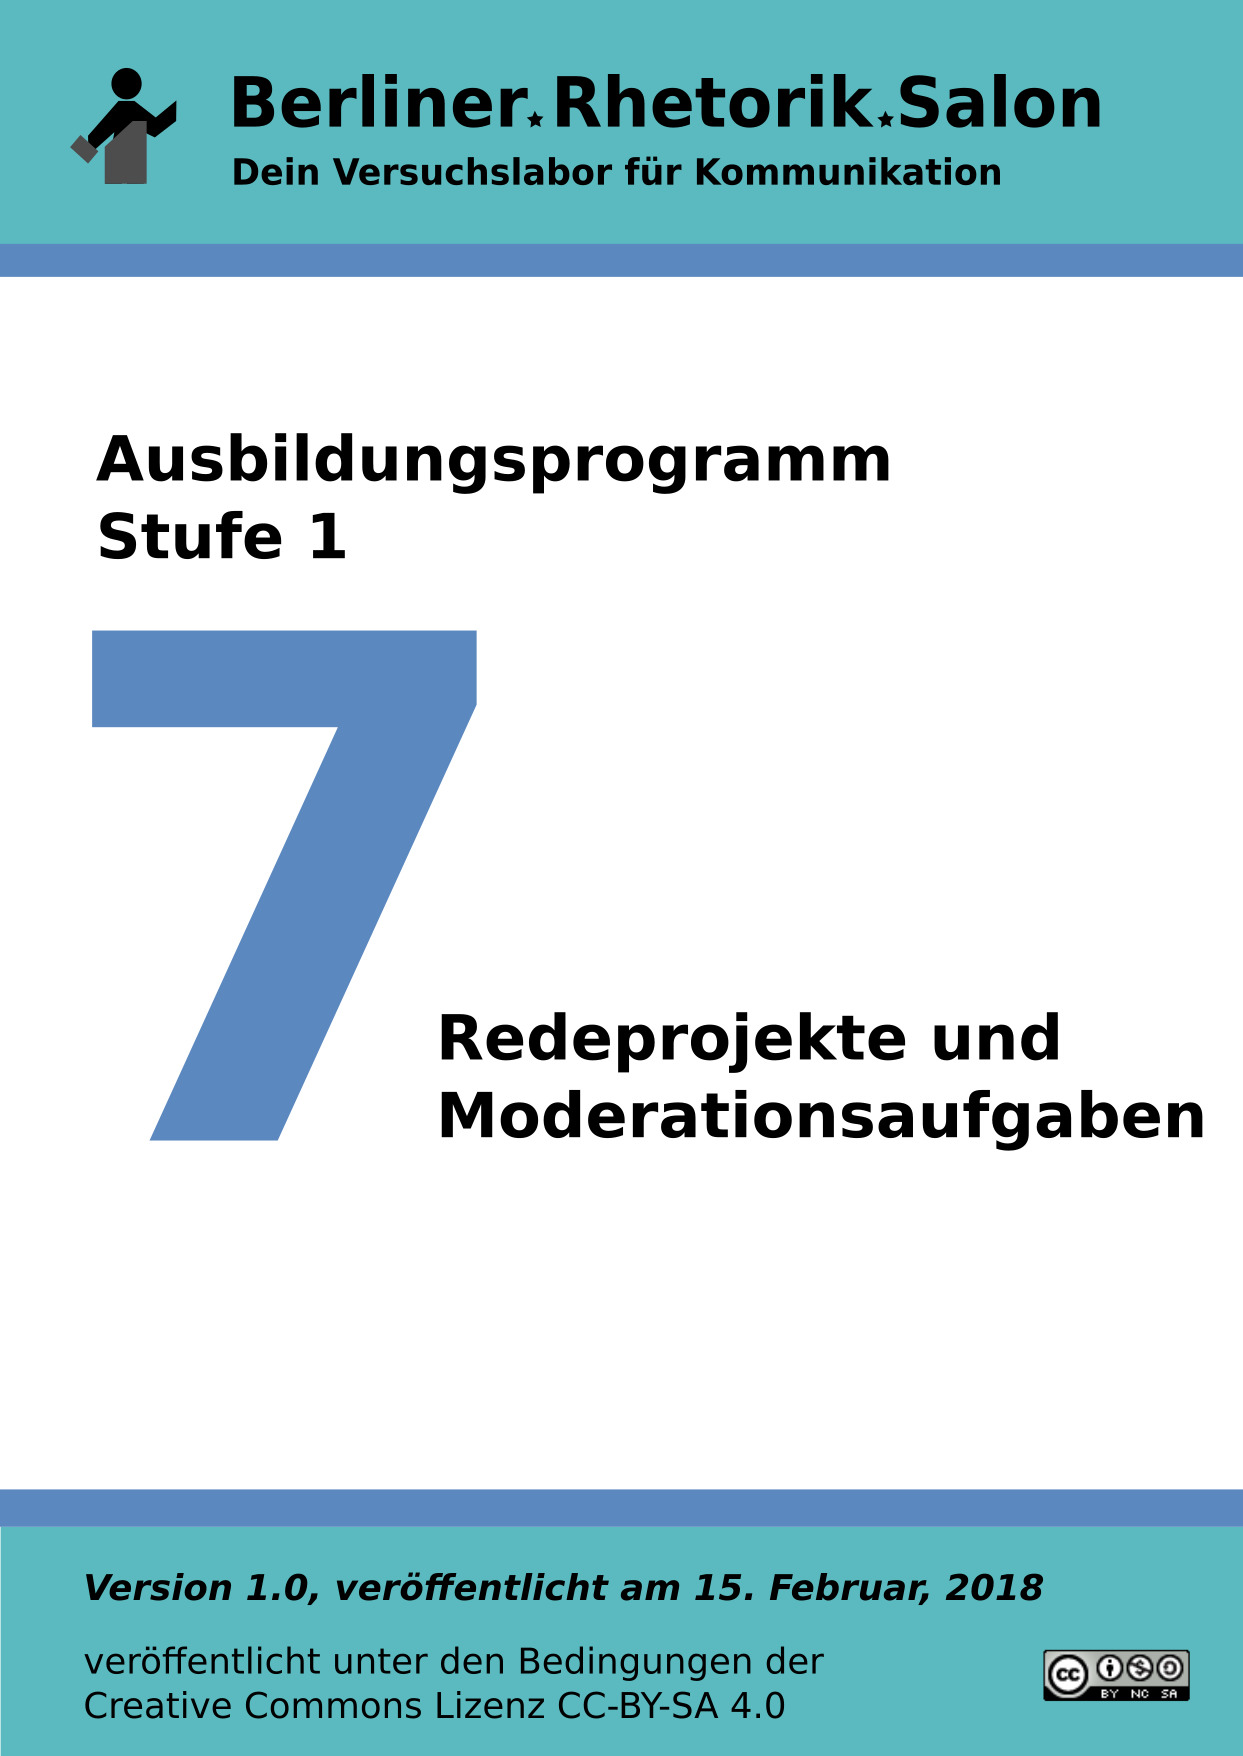 Berliner★Rhetorik★Salon
Dein Versuchslabor für Kommunikation
Ausbildungsprogramm
Stufe 1
7
Redeprojekte und
Moderationsaufgaben
Version 1.0, veröffentlicht am 15. Februar, 2018
veröffentlicht unter den Bedingungen der
Creative Commons Lizenz CC-BY-SA 4.0
cc
BY NC SA